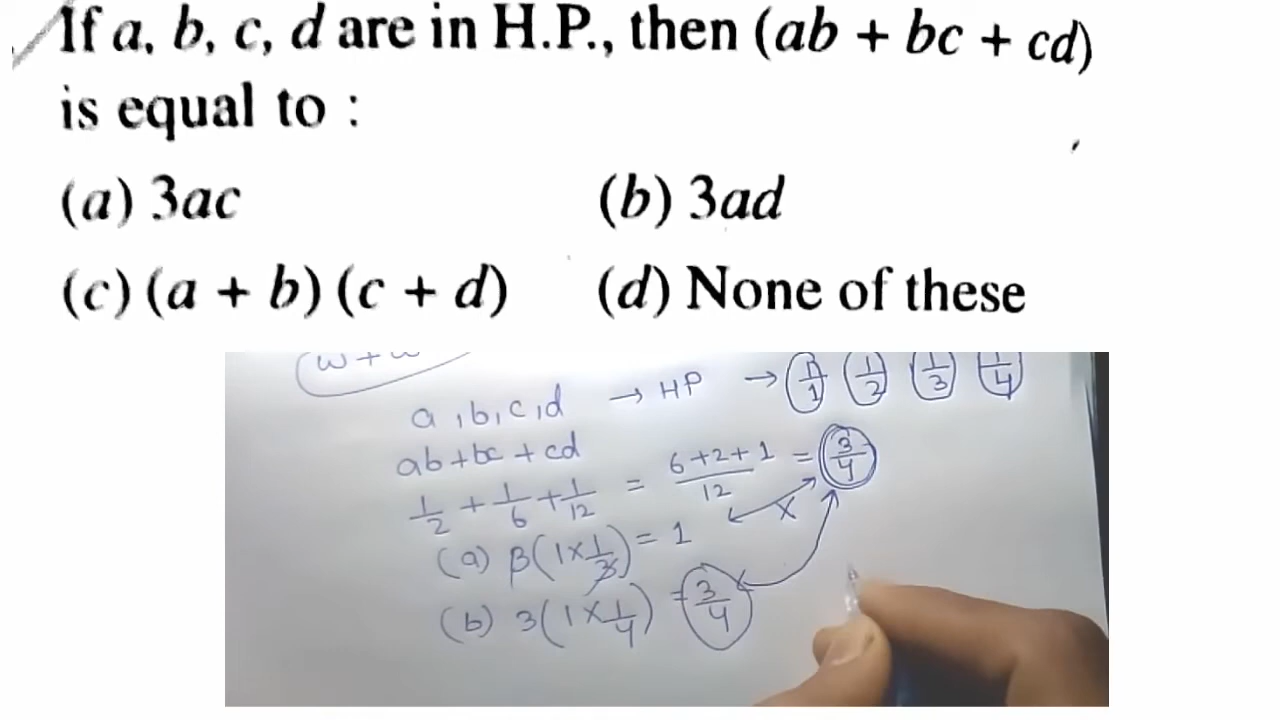 If a, b, c, d are in H.P., then (ab + bc + cd)
is equal to :
(a) 3ac (b) 3ad
(c) (a + b) (c + d) (d) None of these
a, b, c, d → HP → 1/1 1/2 1/3 1/4
ab+bc+cd
1/2 + 1/6 + 1/12 = 6+2+1/12 = 3/4
(a) 3(1×1/3) = 1 X
(b) 3(1×1/4) = 3/4